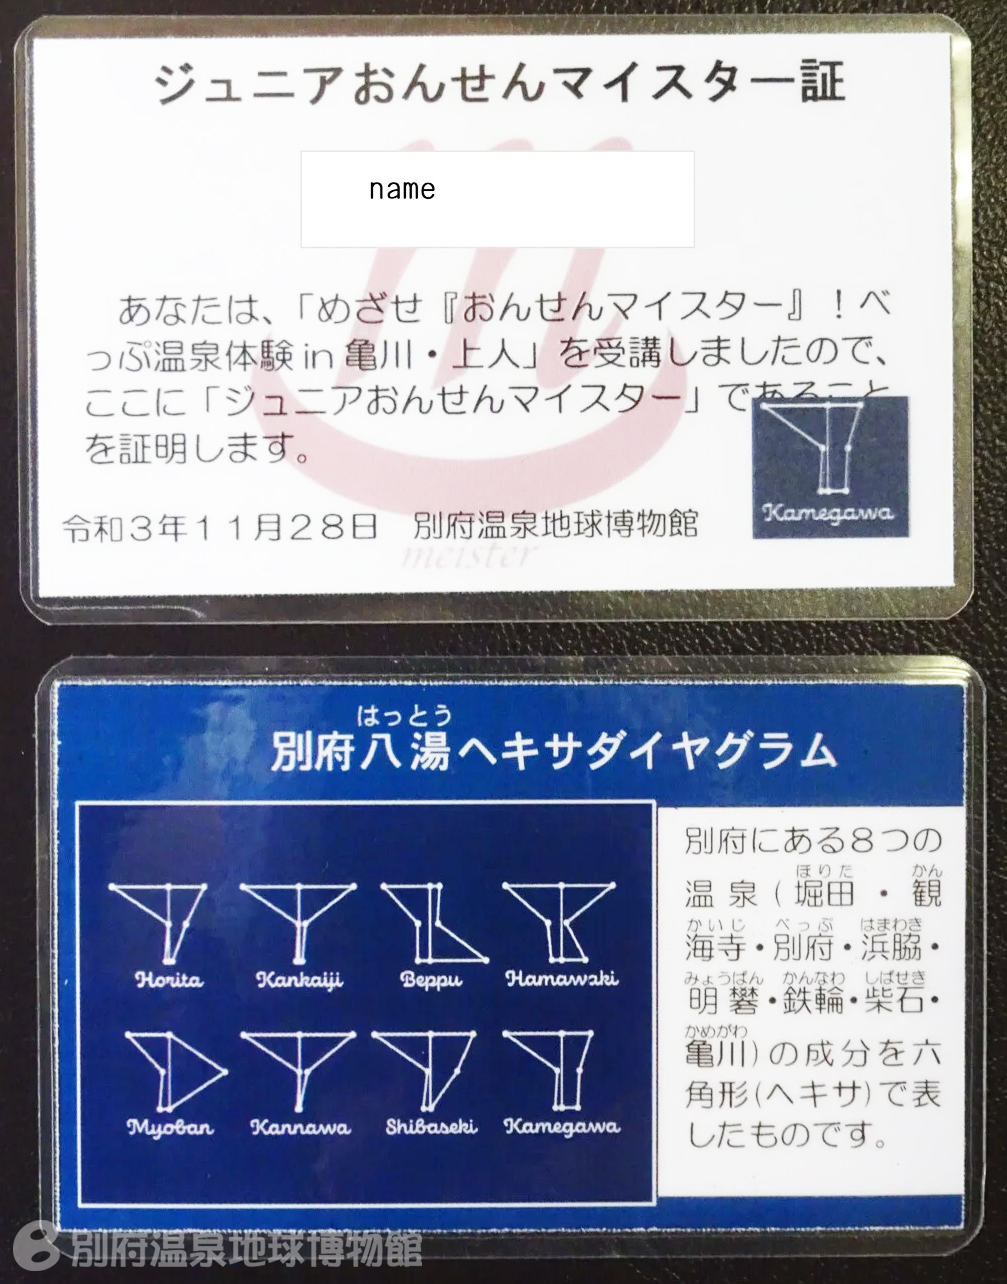 ジュニアおんせんマイスター証
name
あなたは、「めざせ『おんせんマイスター』！べ
っぷ温泉体験in亀川・上人」を受講しましたので、
ここに「ジュニアおんせんマイスター」であること
を証明します。
Kamegawa
令和３年１１月２８日　別府温泉地球博物館
meister
はっとう
別府八湯ヘキサダイヤグラム
Horita Kankaiji Beppu Hamawaki
Myoban Kannawa Shibaseki Kamegawa
別府にある８つの
ほりた かん
温泉(堀田・観
かいじ べっぷ はまわき
海寺・別府・浜脇・
みょうばん かんなわ しばせき
明礬・鉄輪・柴石・
かめがわ
亀川)の成分を六
角形(ヘキサ)で表
したものです。
別府温泉地球博物館